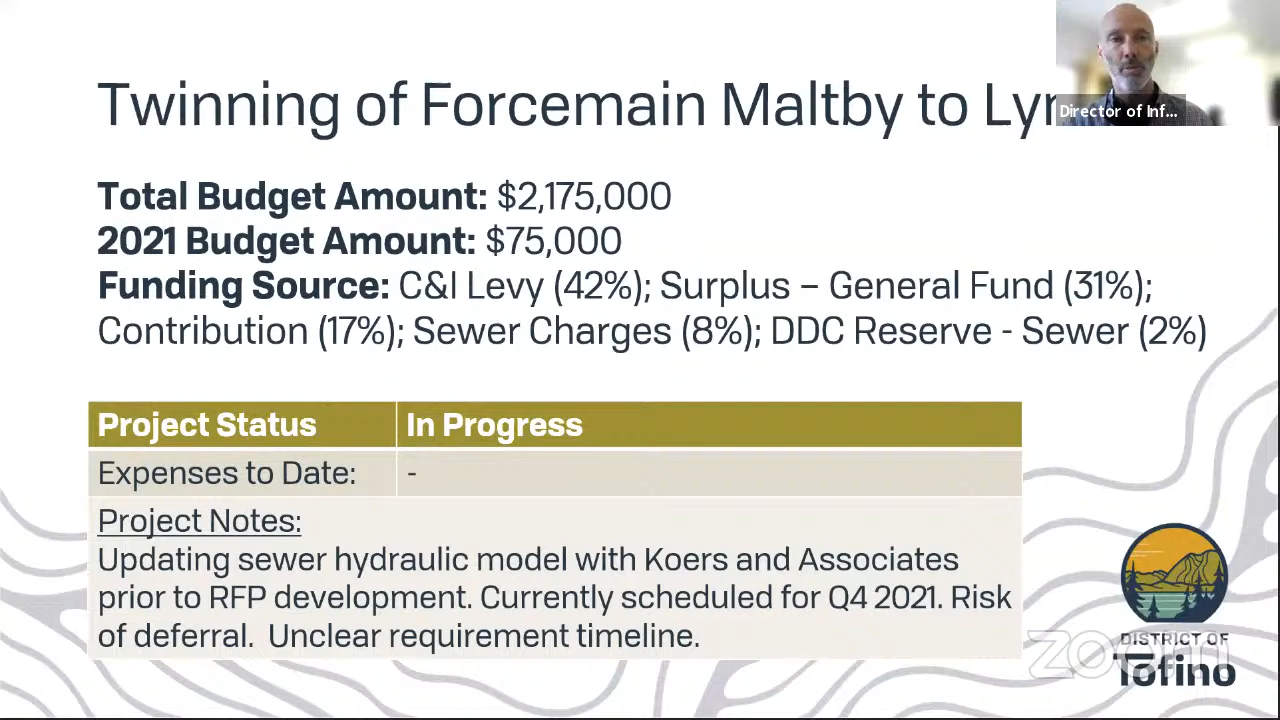 Twinning of Forcemain Maltby to
Director of Inf...
Total Budget Amount: $2,175,000
2021 Budget Amount: $75,000
Funding Source: C&I Levy (42%); Surplus – General Fund (31%);
Contribution (17%); Sewer Charges (8%); DDC Reserve - Sewer (2%)
Project Status In Progress
Expenses to Date: -
Project Notes:
Updating sewer hydraulic model with Koers and Associates
prior to RFP development. Currently scheduled for Q4 2021. Risk
of deferral. Unclear requirement timeline.
DISTRICT OF
zoom
Tofino